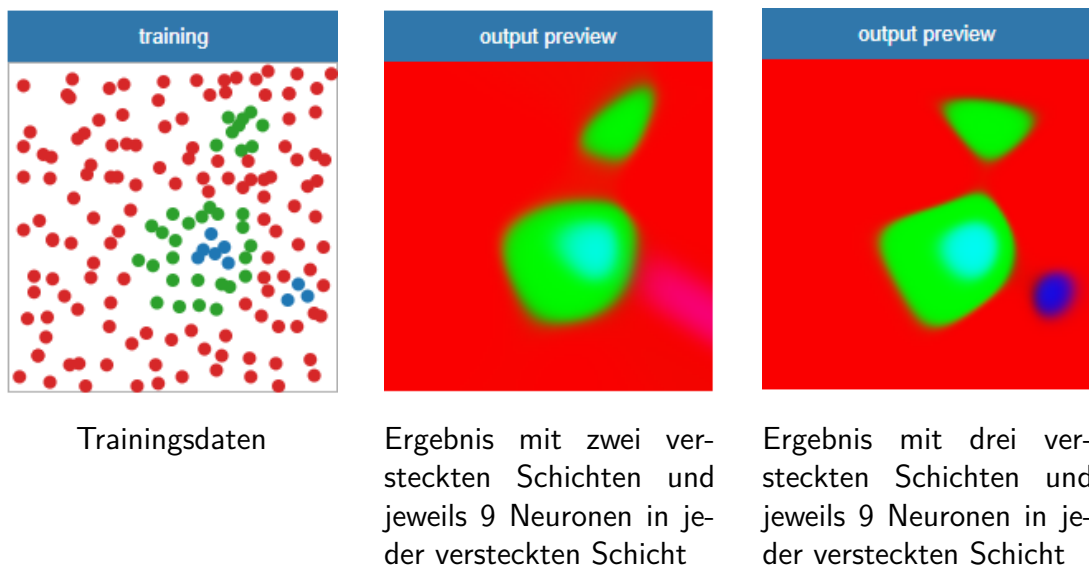 training
output preview
output preview
Trainingsdaten
Ergebnis mit zwei ver-
steckten Schichten und
jeweils 9 Neuronen in je-
der versteckten Schicht
Ergebnis mit drei ver-
steckten Schichten und
jeweils 9 Neuronen in je-
der versteckten Schicht